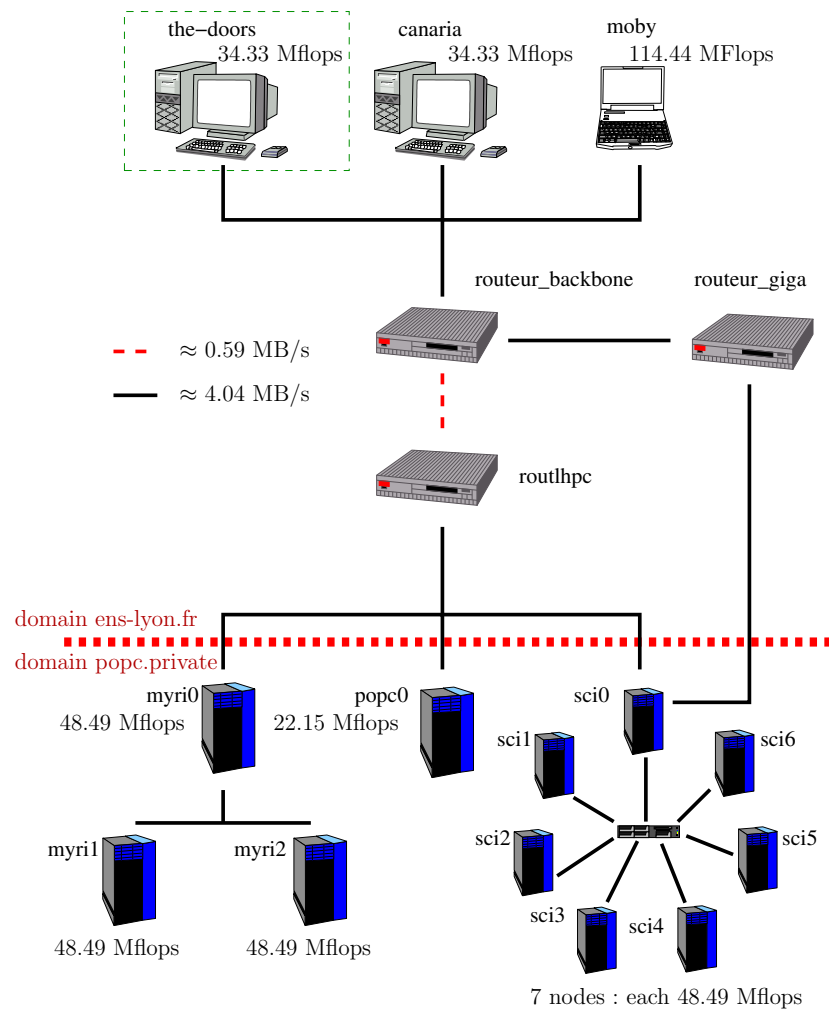 the−doors
34.33 Mflops
canaria
34.33 Mflops
moby
114.44 MFlops
routeur_backbone
routeur_giga
≈ 0.59 MB/s
≈ 4.04 MB/s
routlhpc
domain ens-lyon.fr
domain popc.private
myri0
48.49 Mflops
popc0
22.15 Mflops
sci0
sci1
sci6
myri1
myri2
sci2
sci5
sci3
sci4
48.49 Mflops
48.49 Mflops
7 nodes : each 48.49 Mflops